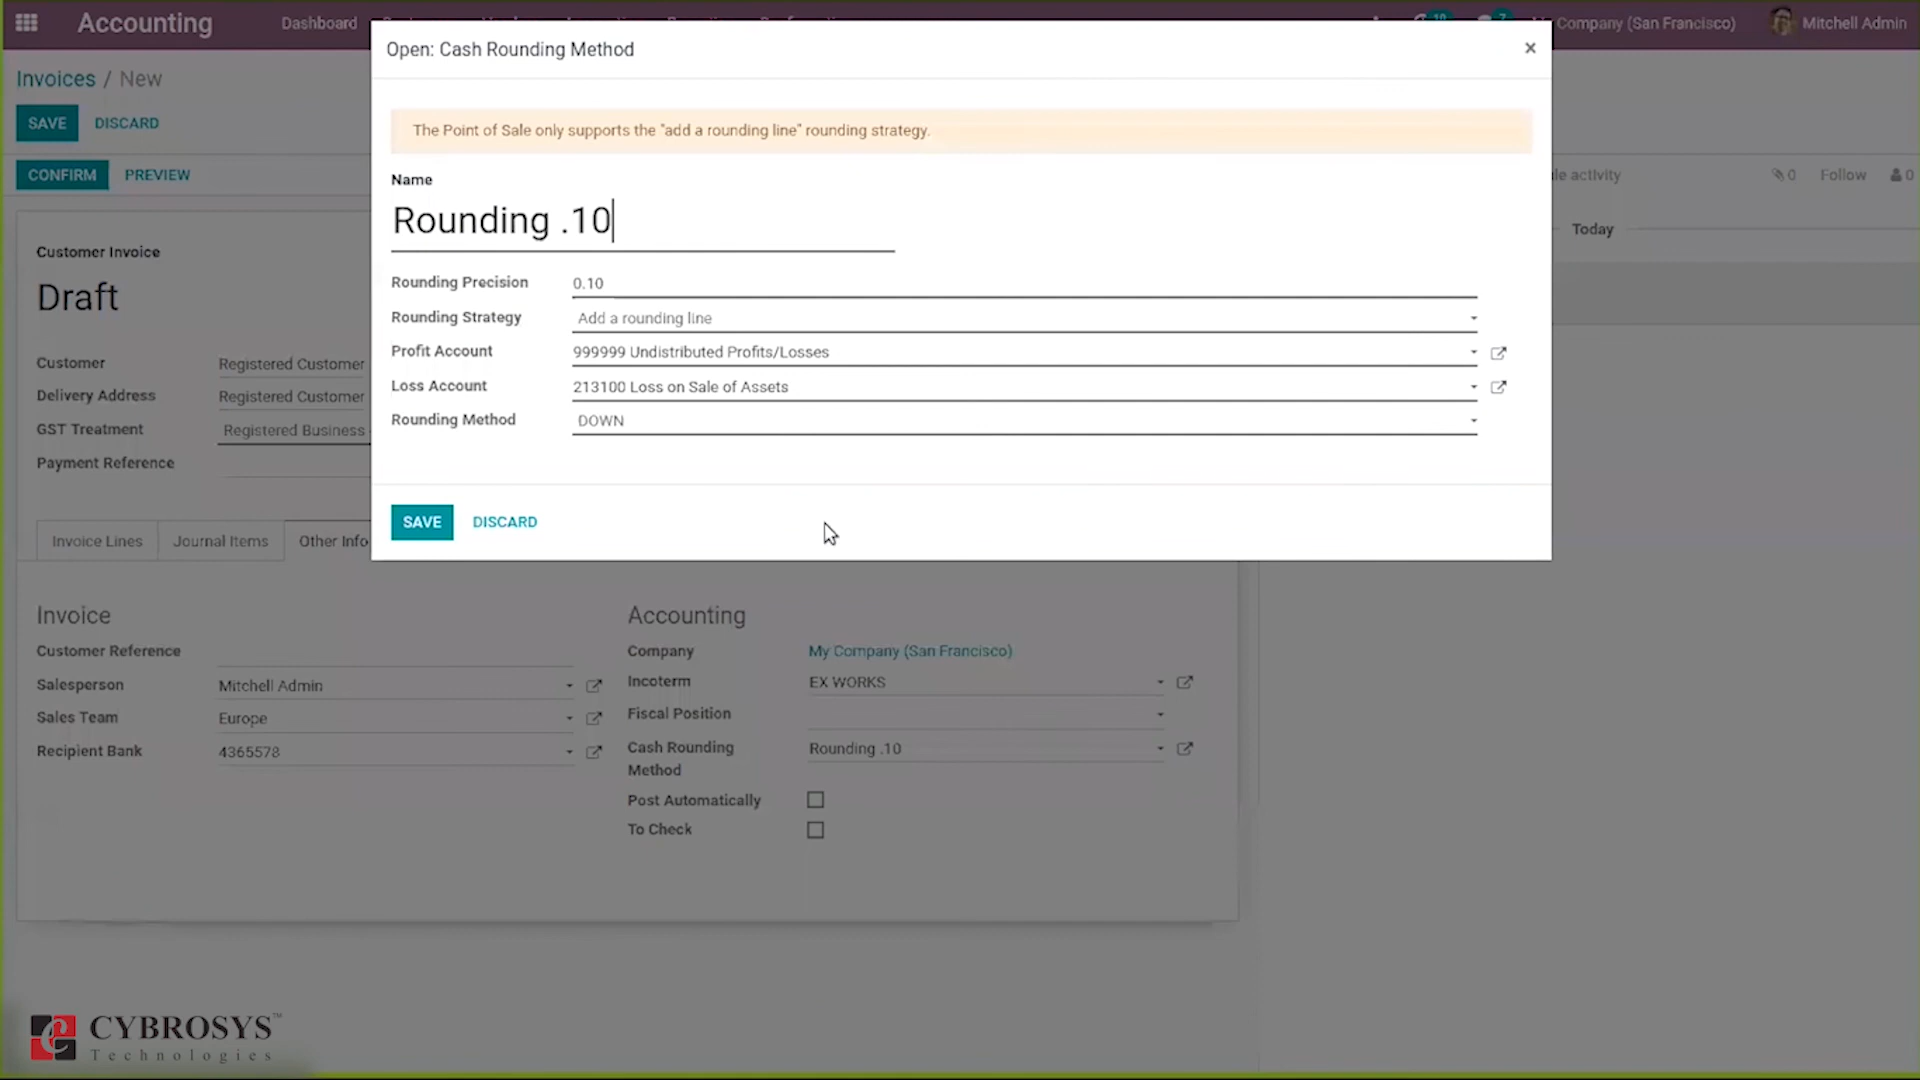 Accounting
Dashboard
10
7
Company (San Francisco)
Mitchell Admin
Open: Cash Rounding Method
×
Invoices / New
SAVE DISCARD
The Point of Sale only supports the "add a rounding line" rounding strategy.
CONFIRM PREVIEW
activity
0 Follow 0
Name
Rounding .10
Today
Customer Invoice
Draft
Rounding Precision 0.10
Rounding Strategy Add a rounding line
Profit Account 999999 Undistributed Profits/Losses
Loss Account 213100 Loss on Sale of Assets
Rounding Method DOWN
Customer Registered Customer
Delivery Address Registered Customer
GST Treatment Registered Business
Payment Reference
SAVE DISCARD
Invoice Lines Journal Items Other Info
Invoice
Customer Reference
Salesperson Mitchell Admin
Sales Team Europe
Recipient Bank 4365578
Accounting
Company My Company (San Francisco)
Incoterm EX WORKS
Fiscal Position
Cash Rounding Rounding .10
Method
Post Automatically
To Check
CYBROSYS™
Technologies